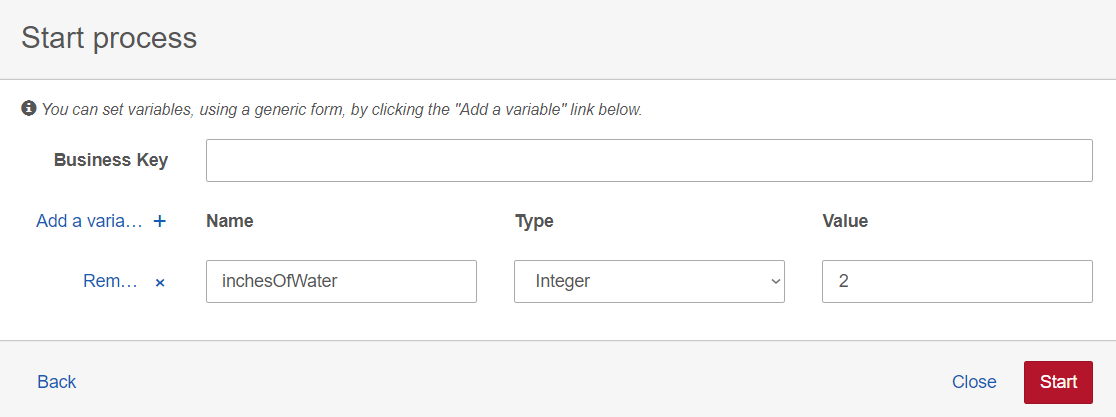 Start process
You can set variables, using a generic form, by clicking the "Add a variable" link below.
Business Key
Add a varia... + Name Type Value
Rem... × inchesOfWater Integer 2
Back Close Start